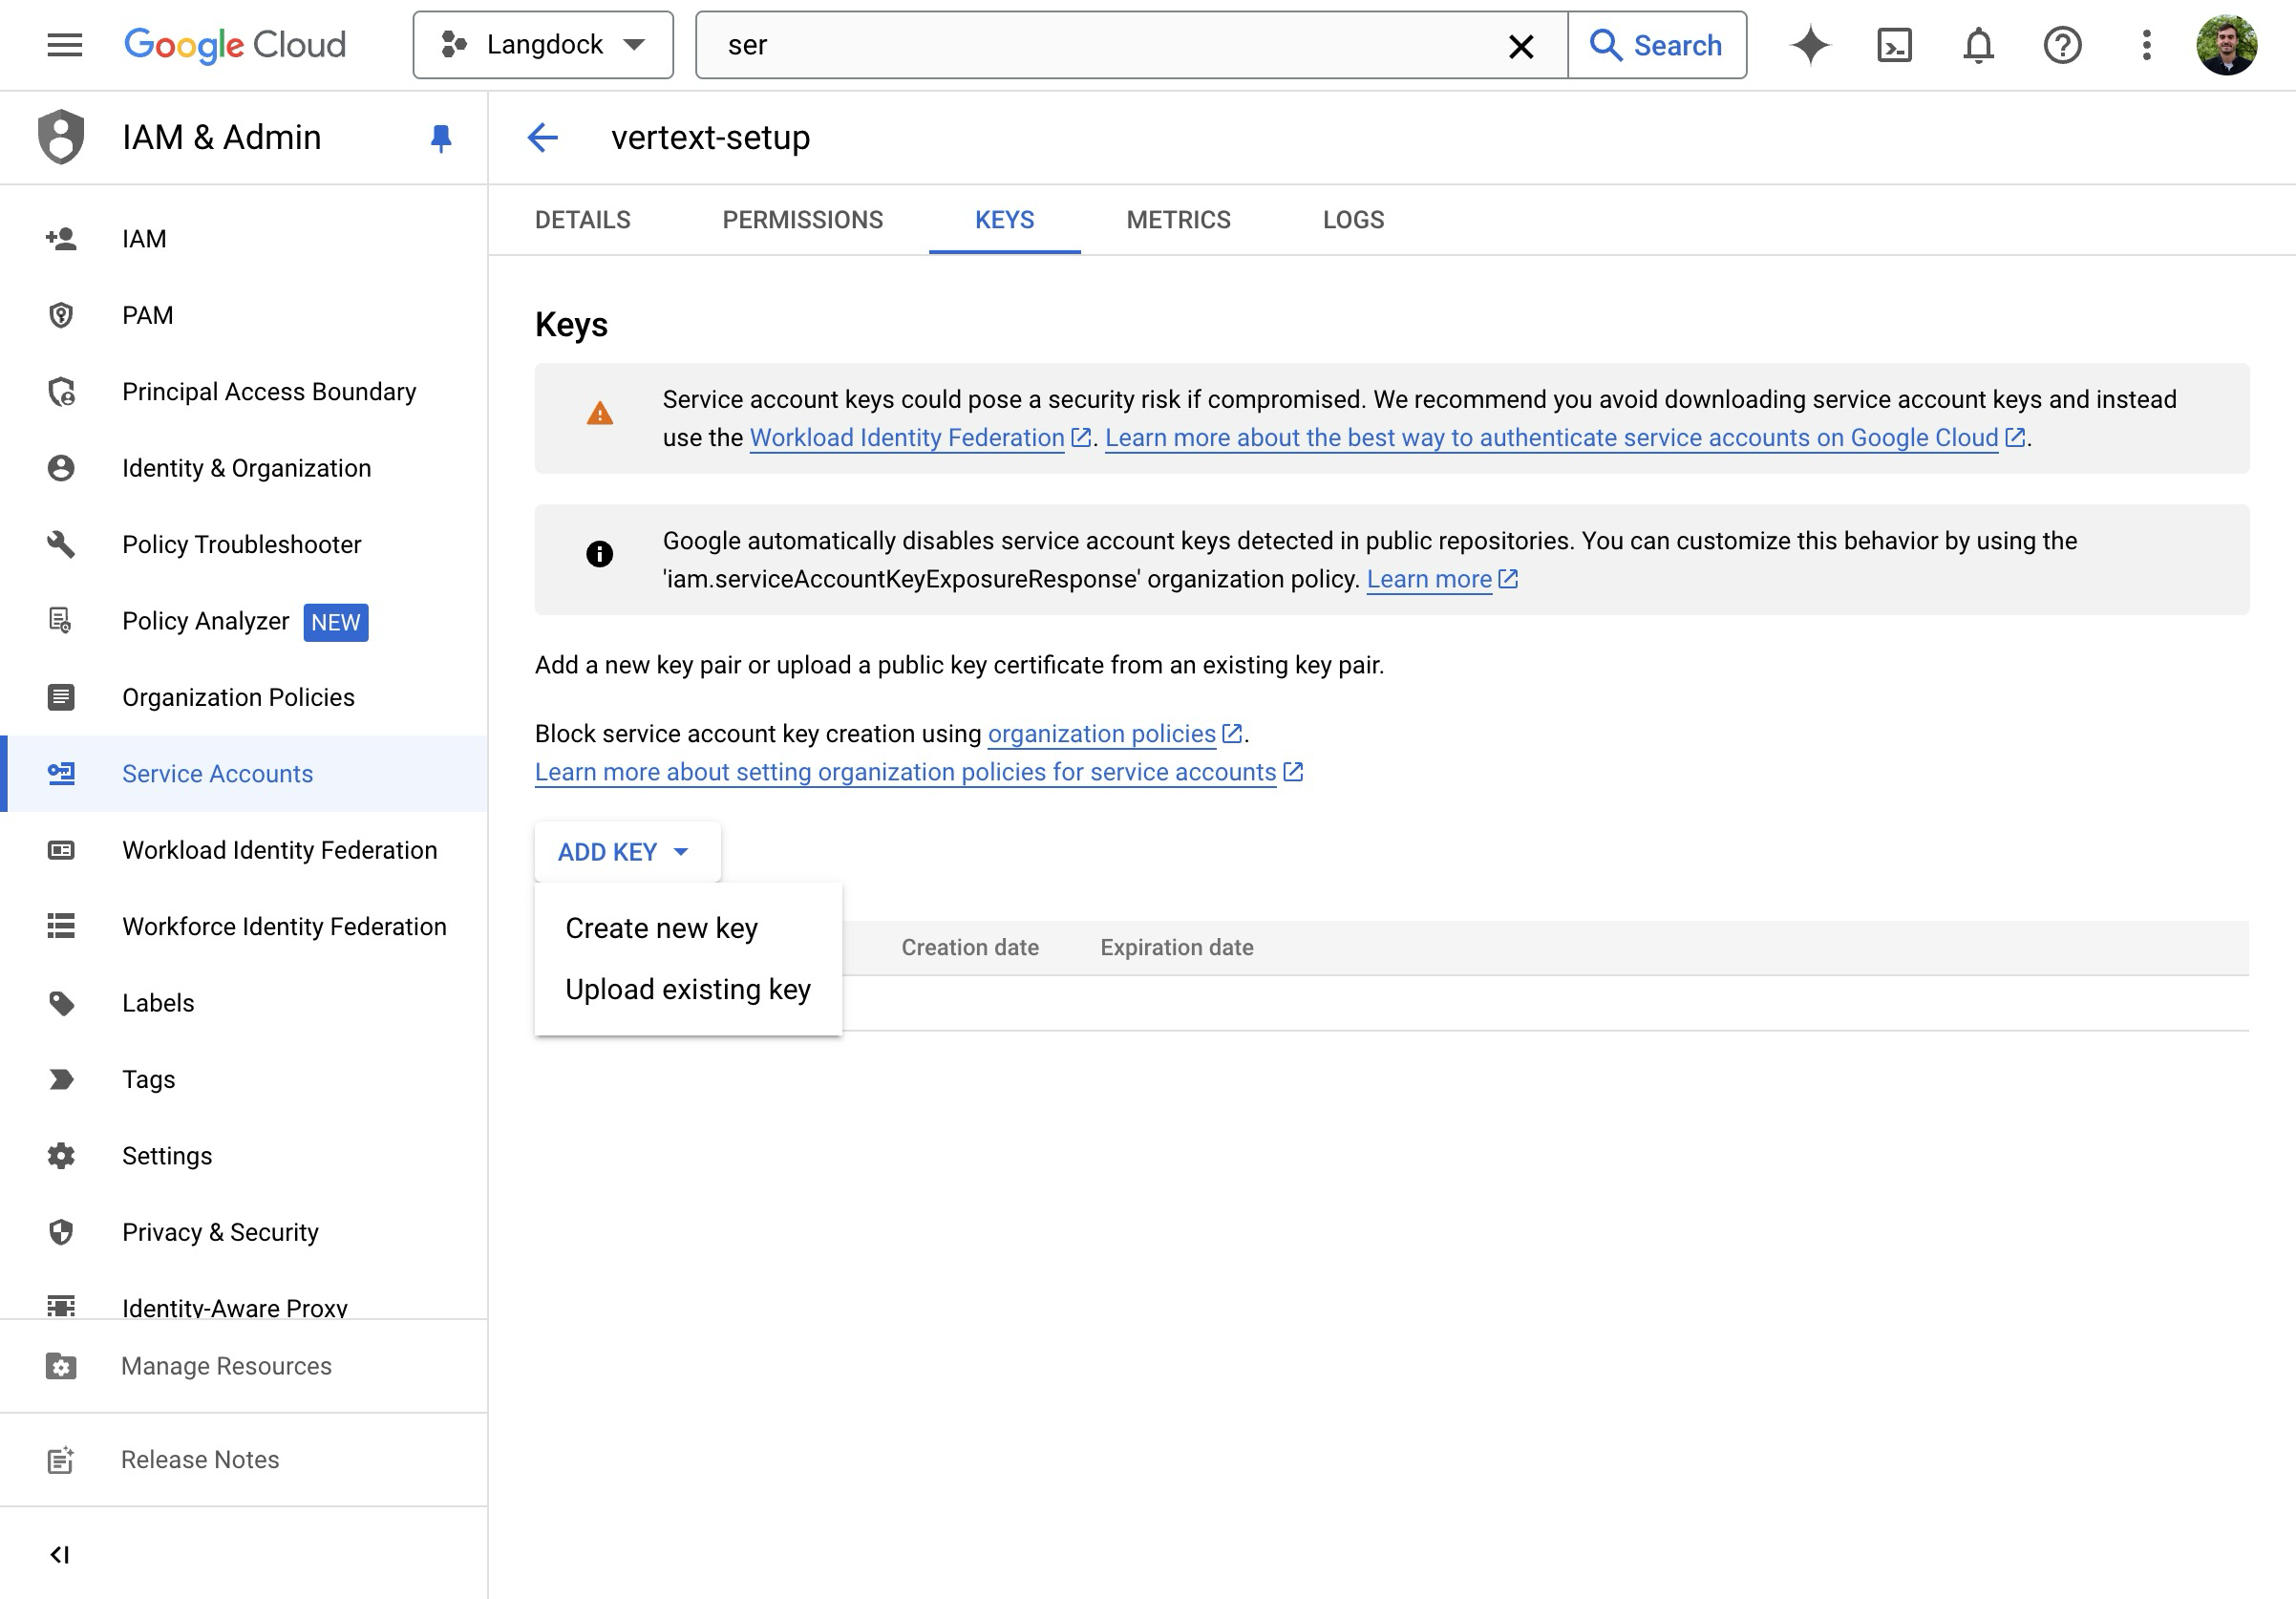 Google Cloud
Langdock
ser
Search
IAM & Admin
vertext-setup
DETAILS
PERMISSIONS
KEYS
METRICS
LOGS
IAM
PAM
Principal Access Boundary
Identity & Organization
Policy Troubleshooter
Policy Analyzer NEW
Organization Policies
Service Accounts
Workload Identity Federation
Workforce Identity Federation
Labels
Tags
Settings
Privacy & Security
Identity-Aware Proxy
Manage Resources
Release Notes
Keys
Service account keys could pose a security risk if compromised. We recommend you avoid downloading service account keys and instead
use the Workload Identity Federation. Learn more about the best way to authenticate service accounts on Google Cloud.
Google automatically disables service account keys detected in public repositories. You can customize this behavior by using the
'iam.serviceAccountKeyExposureResponse' organization policy. Learn more
Add a new key pair or upload a public key certificate from an existing key pair.
Block service account key creation using organization policies.
Learn more about setting organization policies for service accounts
ADD KEY
Create new key
Upload existing key
Creation date
Expiration date